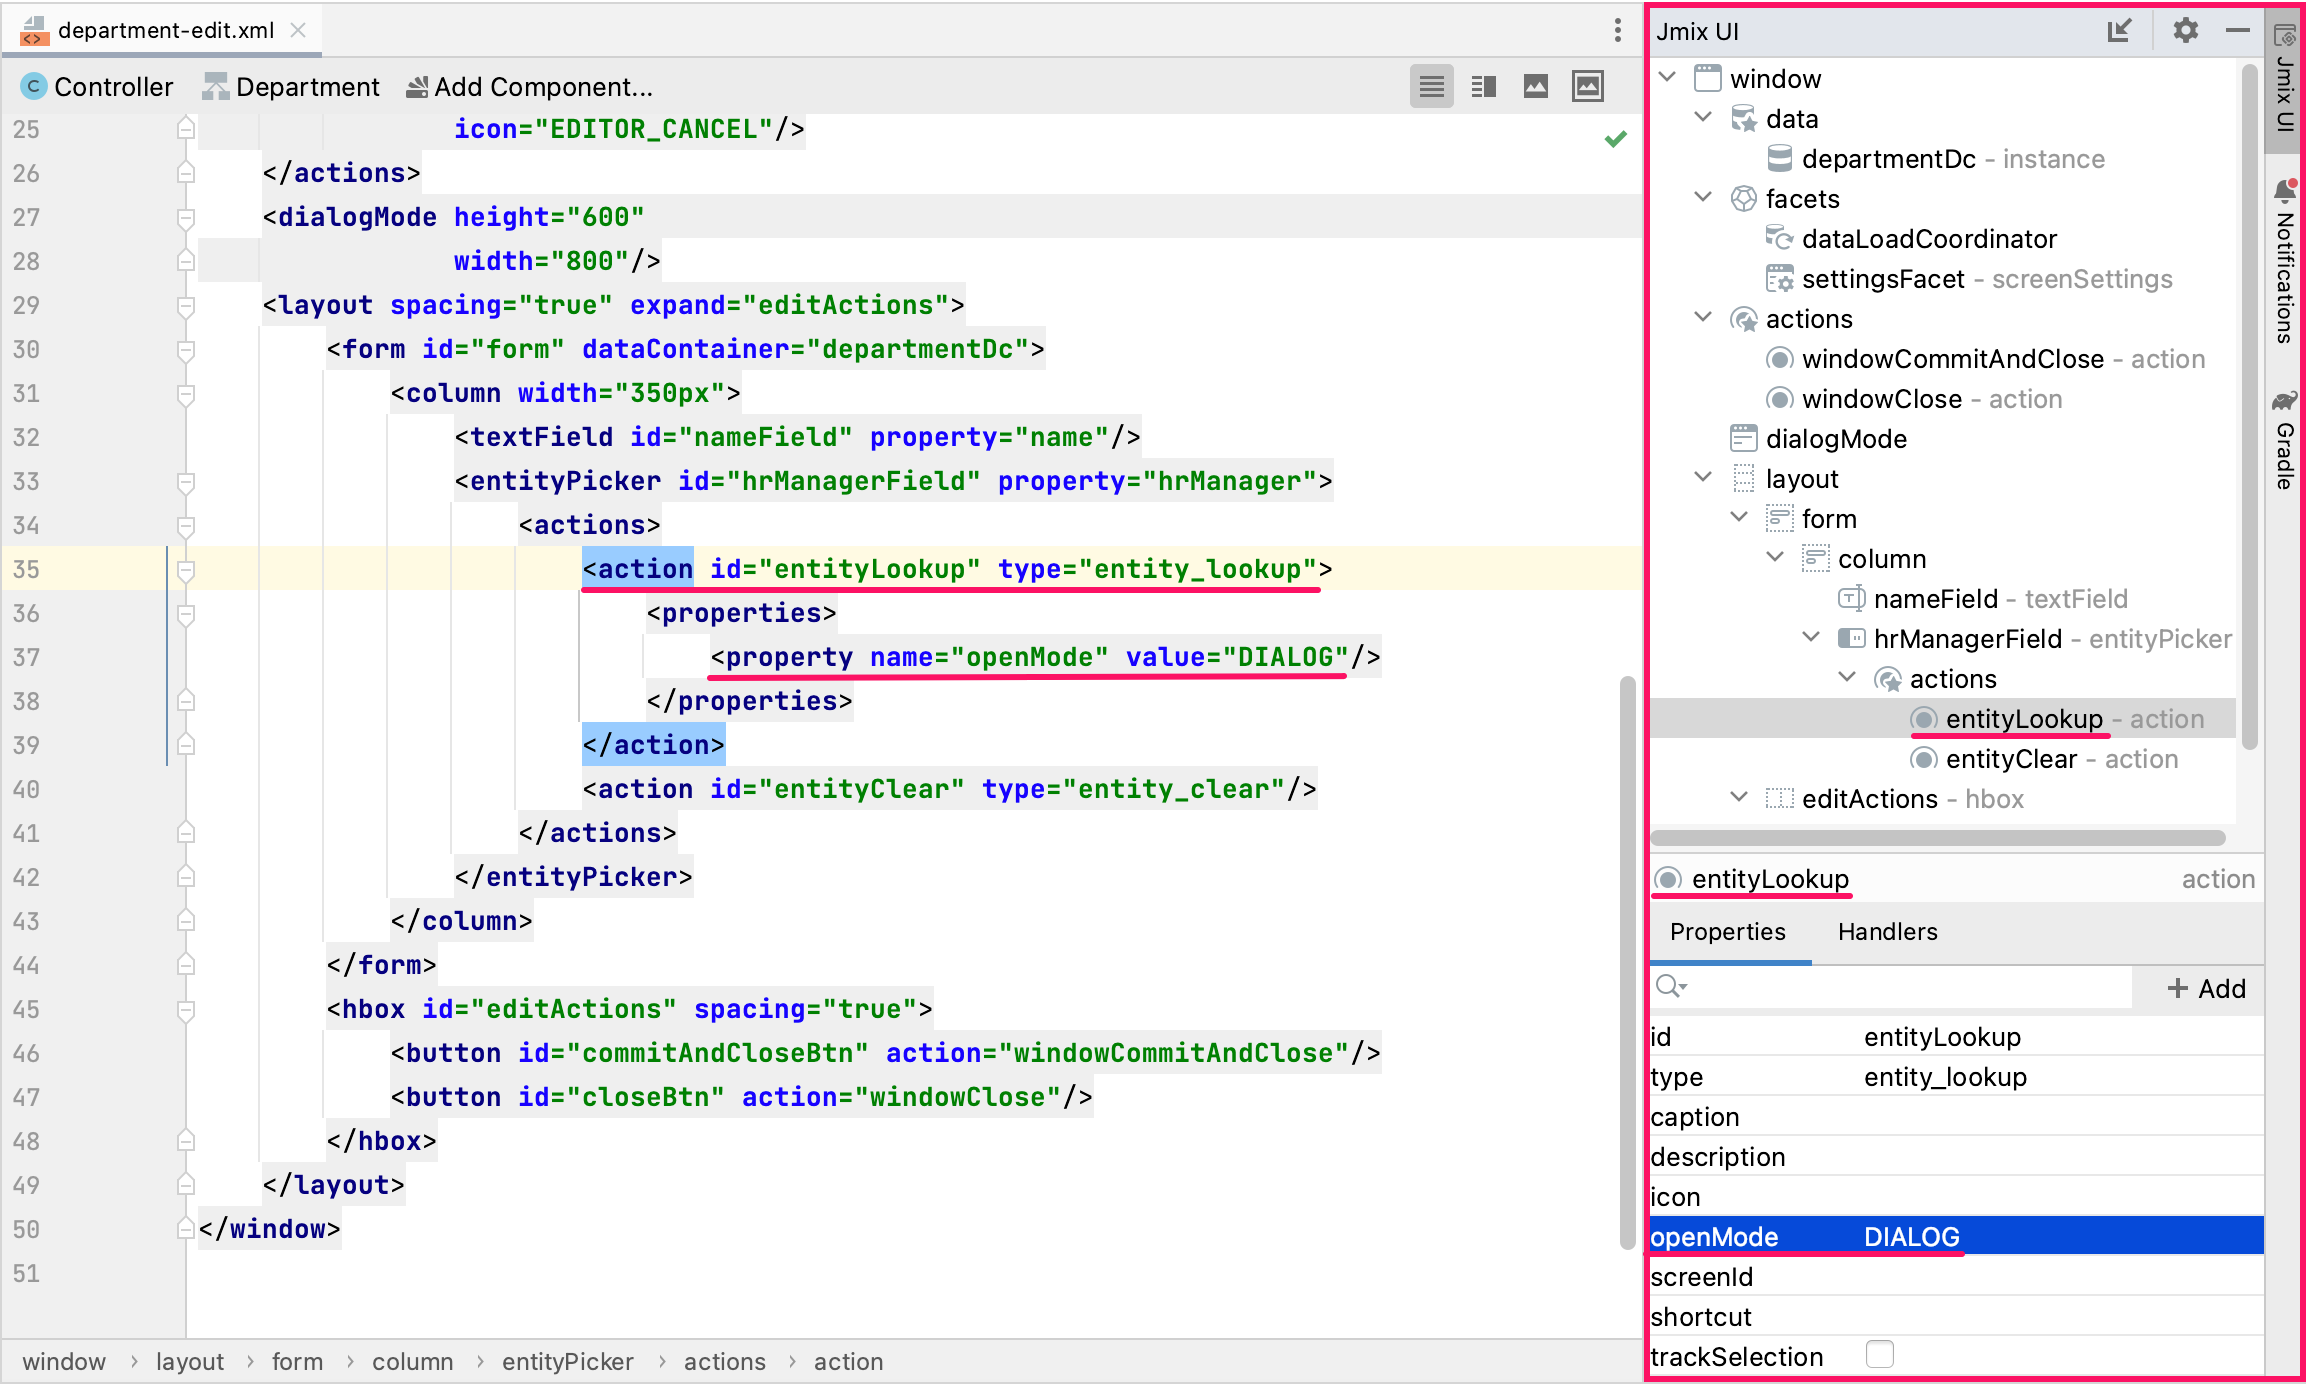 department-edit.xml
Controller Department Add Component...
25 icon="EDITOR_CANCEL"/>
26 </actions>
27 <dialogMode height="600"
28 width="800"/>
29 <layout spacing="true" expand="editActions">
30 <form id="form" dataContainer="departmentDc">
31 <column width="350px">
32 <textField id="nameField" property="name"/>
33 <entityPicker id="hrManagerField" property="hrManager">
34 <actions>
35 <action id="entityLookup" type="entity_lookup">
36 <properties>
37 <property name="openMode" value="DIALOG"/>
38 </properties>
39 </action>
40 <action id="entityClear" type="entity_clear"/>
41 </actions>
42 </entityPicker>
43 </column>
44 </form>
45 <hbox id="editActions" spacing="true">
46 <button id="commitAndCloseBtn" action="windowCommitAndClose"/>
47 <button id="closeBtn" action="windowClose"/>
48 </hbox>
49 </layout>
50 </window>
51
window › layout › form › column › entityPicker › actions › action
Jmix UI
window
data
departmentDc - instance
facets
dataLoadCoordinator
settingsFacet - screenSettings
actions
windowCommitAndClose - action
windowClose - action
dialogMode
layout
form
column
nameField - textField
hrManagerField - entityPicker
actions
entityLookup - action
entityClear - action
editActions - hbox
entityLookup action
Properties Handlers
+ Add
id entityLookup
type entity_lookup
caption
description
icon
openMode DIALOG
screenId
shortcut
trackSelection
Jmix UI
Notifications
Gradle